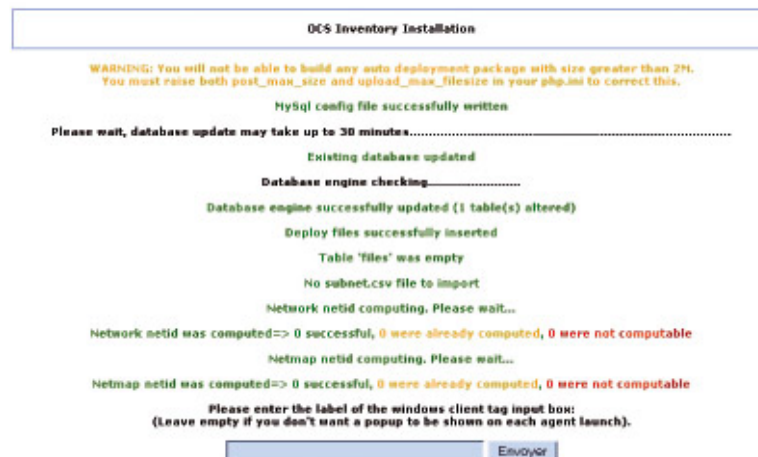 OCS Inventory Installation
WARNING: You will not be able to build any auto deployment package with size greater than 2M.
You must raise both post_max_size and upload_max_filesize in your php.ini to correct this.
MySql config file successfully written
Please wait, database update may take up to 30 minutes................................................................................
Existing database updated
Database engine checking.......................
Database engine successfully updated (1 table(s) altered)
Deploy files successfully inserted
Table 'files' was empty
No subnet.csv file to import
Network netid computing. Please wait...
Network netid was computed=> 0 successful, 0 were already computed, 0 were not computable
Netmap netid computing. Please wait...
Netmap netid was computed=> 0 successful, 0 were already computed, 0 were not computable
Please enter the label of the windows client tag input box:
(Leave empty if you don't want a popup to be shown on each agent launch).
Envoyer